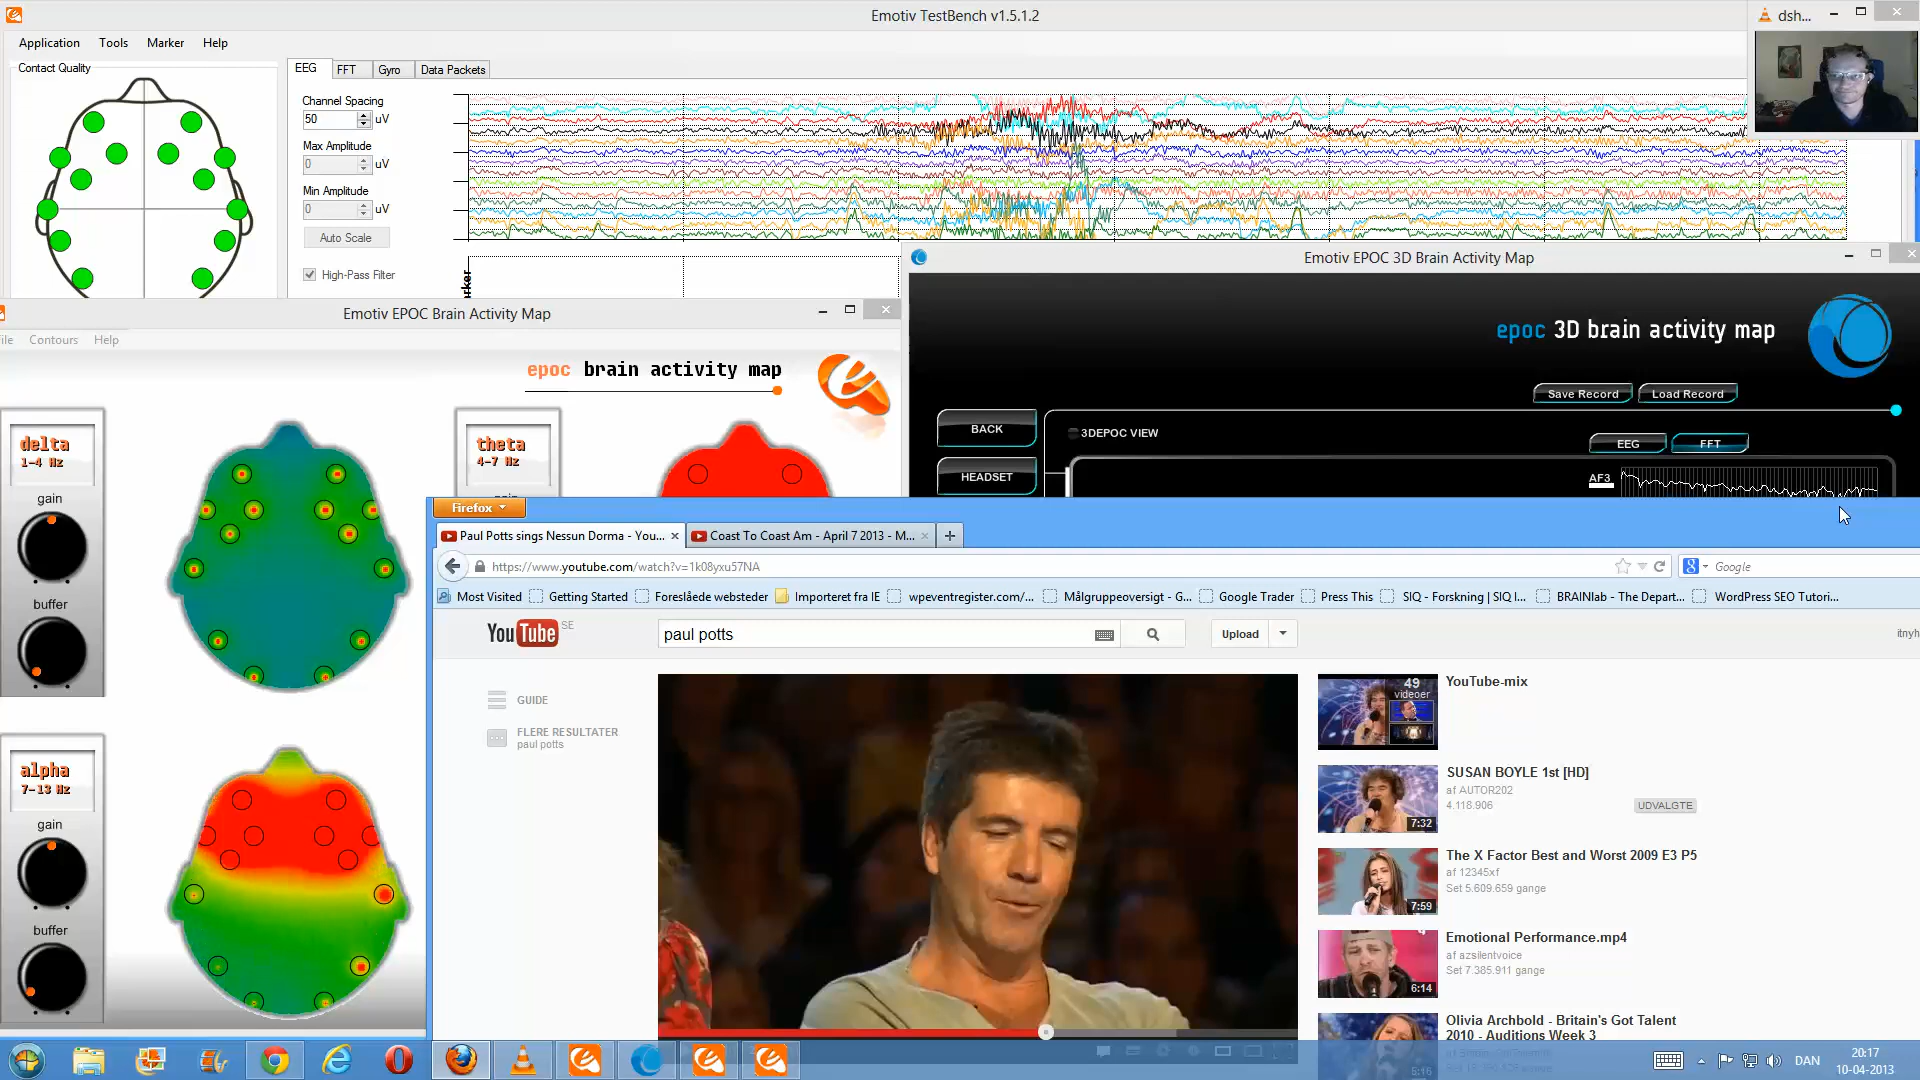 Emotiv TestBench v1.5.1.2
dsh...
Application Tools Marker Help
Contact Quality
EEG FFT Gyro Data Packets
Channel Spacing
50 uV
Max Amplitude
0 uV
Min Amplitude
0 uV
Auto Scale
High-Pass Filter
Emotiv EPOC 3D Brain Activity Map
epoc 3D brain activity map
Save Record Load Record
BACK
3DEPOC VIEW
EEG FFT
HEADSET
AF3
Emotiv EPOC Brain Activity Map
Contours Help
epoc brain activity map
delta
1-4 Hz
gain
buffer
theta
4-7 Hz
alpha
7-13 Hz
gain
buffer
Firefox
Paul Potts sings Nessun Dorma - You...
Coast To Coast Am - April 7 2013 - M...
https://www.youtube.com/watch?v=1k08yxu57NA
Google
Most Visited Getting Started Foreslåede websteder Importeret fra IE wpeventregister.com/... Målgruppeoversigt - G... Google Trader Press This SIQ - Forskning | SIQ I... BRAINlab - The Depart... WordPress SEO Tutori...
YouTube SE
paul potts
Upload
itnyh
GUIDE
FLERE RESULTATER
paul potts
49
videoer
YouTube-mix
SUSAN BOYLE 1st [HD]
af AUTOR202
4.118.906
UDVALGTE
7:32
The X Factor Best and Worst 2009 E3 P5
af 12345xf
Set 5.609.659 gange
7:59
Emotional Performance.mp4
af azsilentvoice
Set 7.385.911 gange
6:14
Olivia Archbold - Britain's Got Talent
2010 - Auditions Week 3
5:16
DAN
20:17
10-04-2013